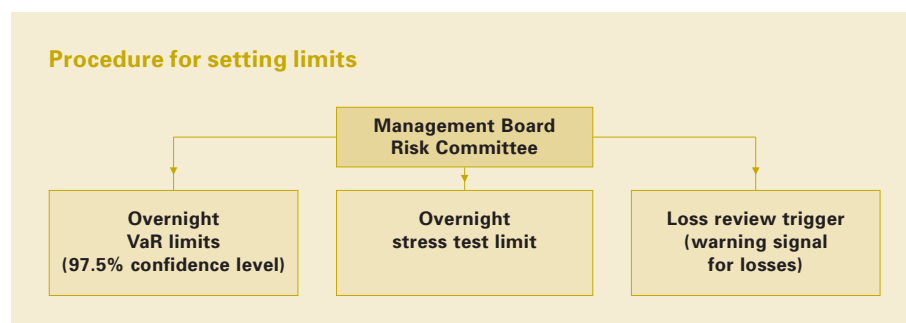 Procedure for setting limits
Management Board
Risk Committee
Overnight
VaR limits
(97.5% confidence level)
Overnight
stress test limit
Loss review trigger
(warning signal
for losses)